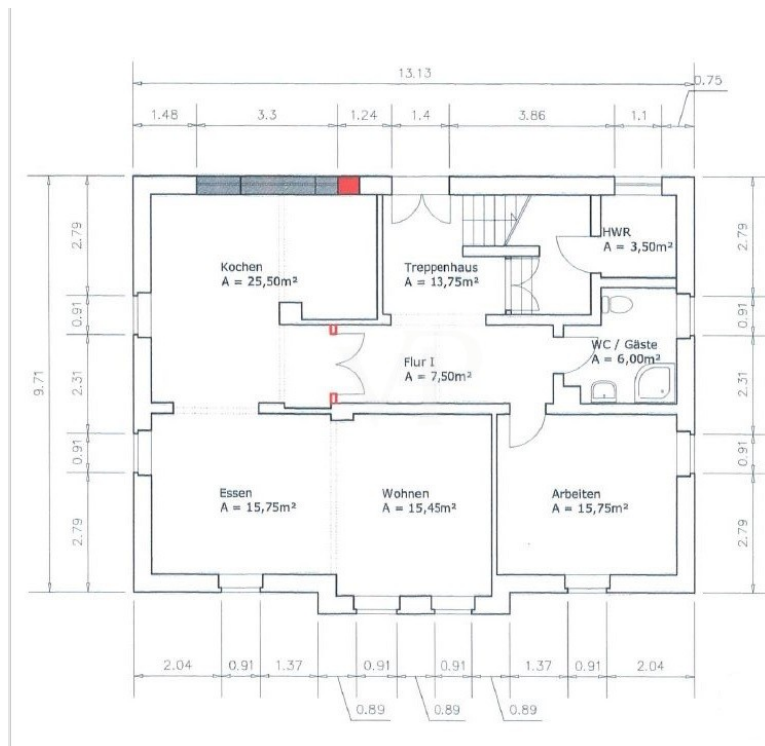 13.13
0.75
1.48
3.3
1.24
1.4
3.86
1.1
2.79
0.91
2.31
0.91
2.79
9.71
Kochen
A = 25,50m²
Treppenhaus
A = 13,75m²
HWR
A = 3,50m²
WC / Gäste
A = 6,00m²
Flur I
A = 7,50m²
Essen
A = 15,75m²
Wohnen
A = 15,45m²
Arbeiten
A = 15,75m²
2.79
0.91
2.31
0.91
2.79
2.04
0.91
1.37
0.91
0.91
1.37
0.91
2.04
0.89
0.89
0.89